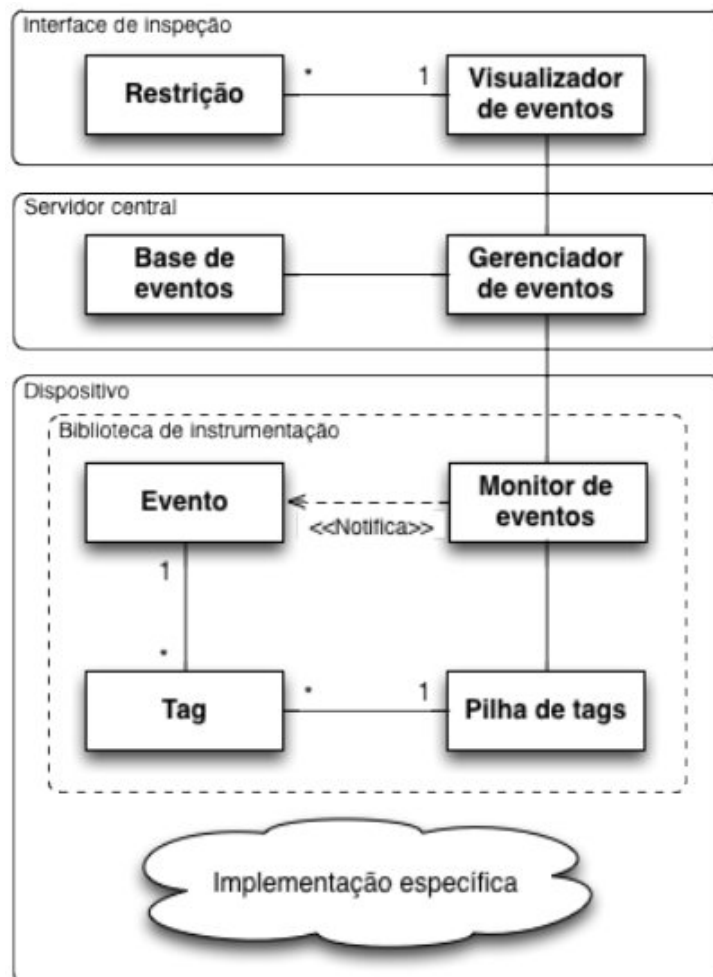 Interface de inspeção
Restrição
*
1
Visualizador
de eventos
Servidor central
Base de
eventos
Gerenciador
de eventos
Dispositivo
Biblioteca de instrumentação
Evento
<<Notifica>>
Monitor de
eventos
1
*
Tag
*
1
Pilha de tags
Implementação específica